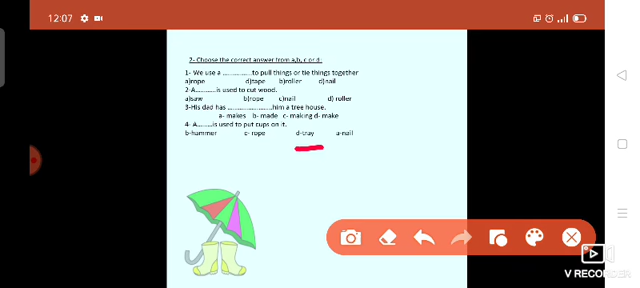 12:07
2- Choose the correct answer from a,b, c or d.
1- We use a ............... to pull things or tie things together
a)rope d)tape b)roller d)nail
2-A..........is used to cut wood.
a)saw b)rope c)nail d) roller
3-His dad has ......................him a tree house.
a- makes b- made c- making d- make
4- A........is used to put cups on it.
b-hammer c- rope d-tray a-nail
V RECORDER